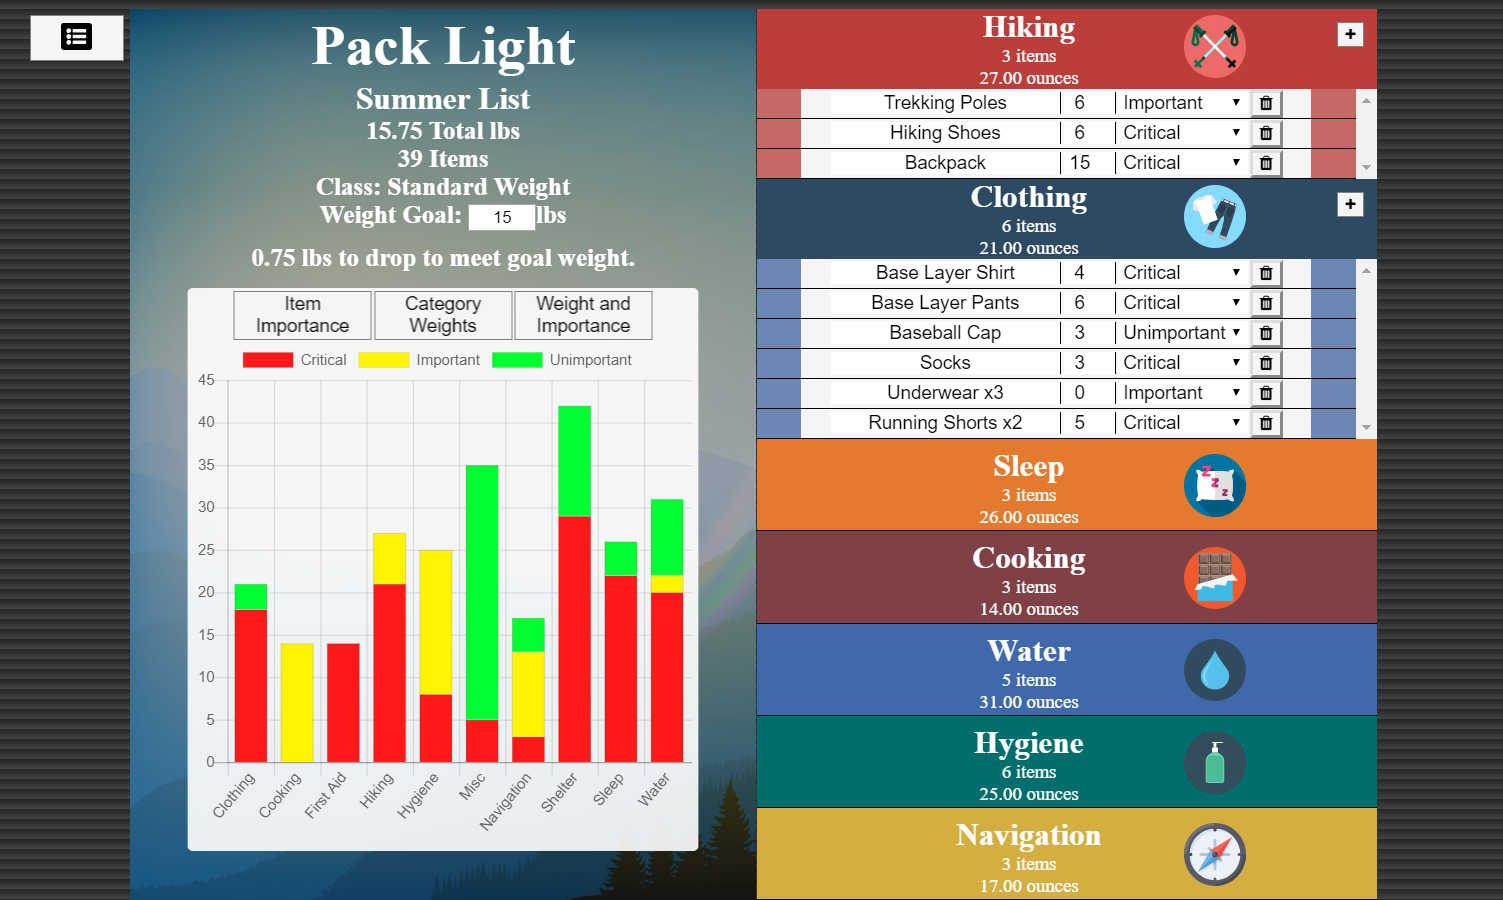 Pack Light
Summer List
15.75 Total lbs
39 Items
Class: Standard Weight
Weight Goal: 15 lbs
0.75 lbs to drop to meet goal weight.
Item Importance
Category Weights
Weight and Importance
Critical Important Unimportant
45
40
35
30
25
20
15
10
5
0
Clothing Cooking First Aid Hiking Hygiene Misc Navigation Shelter Sleep Water
Hiking
3 items
27.00 ounces
+
Trekking Poles 6 Important
Hiking Shoes 6 Critical
Backpack 15 Critical
Clothing
6 items
21.00 ounces
+
Base Layer Shirt 4 Critical
Base Layer Pants 6 Critical
Baseball Cap 3 Unimportant
Socks 3 Critical
Underwear x3 0 Important
Running Shorts x2 5 Critical
Sleep
z z z
3 items
26.00 ounces
Cooking
3 items
14.00 ounces
Water
5 items
31.00 ounces
Hygiene
6 items
25.00 ounces
Navigation
3 items
17.00 ounces